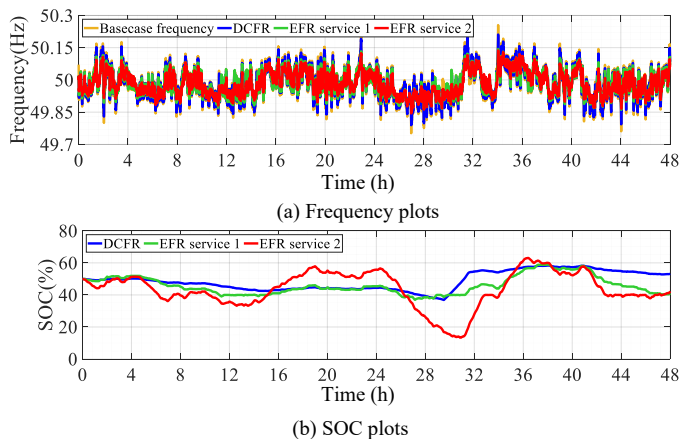 50.3
Basecase frequency DCFR EFR service 1 EFR service 2
50.15
50
49.85
49.7
Frequency(Hz)
0 4 8 12 16 20 24 28 32 36 40 44 48
Time (h)
(a) Frequency plots
80
DCFR EFR service 1 EFR service 2
60
40
20
0
SOC(%)
0 4 8 12 16 20 24 28 32 36 40 44 48
Time (h)
(b) SOC plots